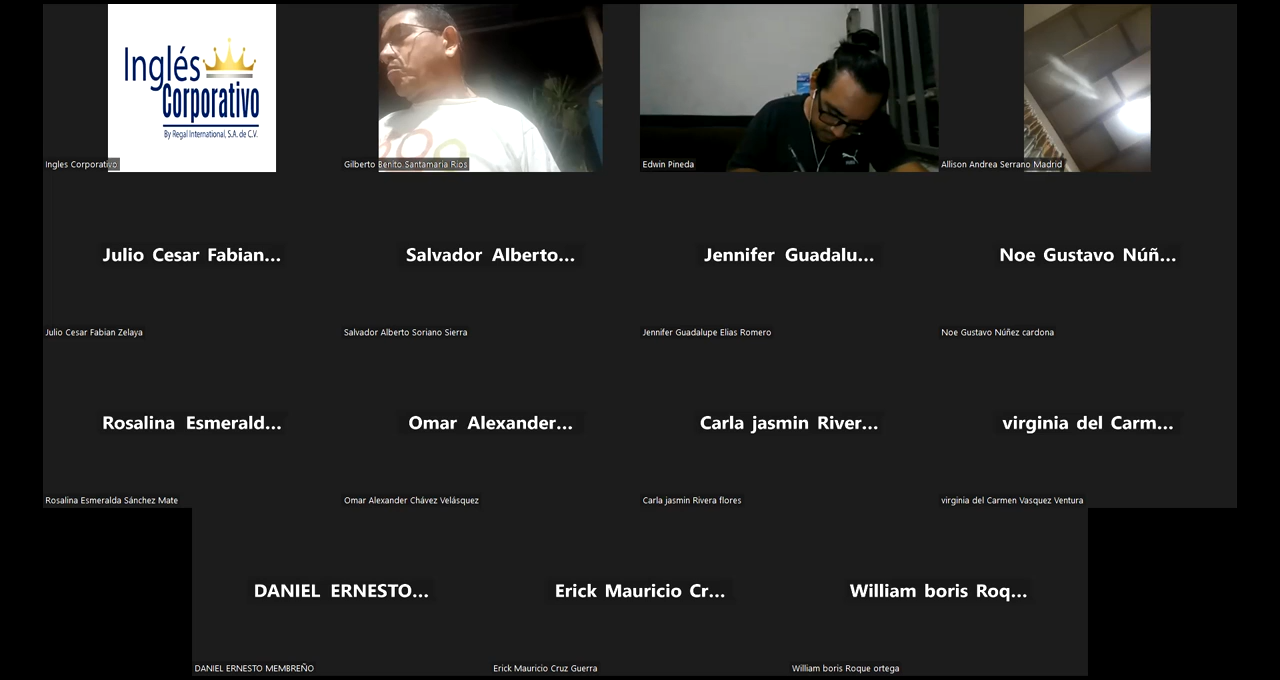 Inglés
Corporativo
By Regal International, S.A. de C.V.
Ingles Corporativo
Gilberto Benito Santamaria Rios
Edwin Pineda
Allison Andrea Serrano Madrid
Julio Cesar Fabian...
Salvador Alberto...
Jennifer Guadalu...
Noe Gustavo Núñ...
Julio Cesar Fabian Zelaya
Salvador Alberto Soriano Sierra
Jennifer Guadalupe Elias Romero
Noe Gustavo Núñez cardona
Rosalina Esmerald...
Omar Alexander...
Carla jasmin River...
virginia del Carm...
Rosalina Esmeralda Sánchez Mate
Omar Alexander Chávez Velásquez
Carla jasmin Rivera flores
virginia del Carmen Vasquez Ventura
DANIEL ERNESTO...
Erick Mauricio Cr...
William boris Roq...
DANIEL ERNESTO MEMBREÑO
Erick Mauricio Cruz Guerra
William boris Roque ortega